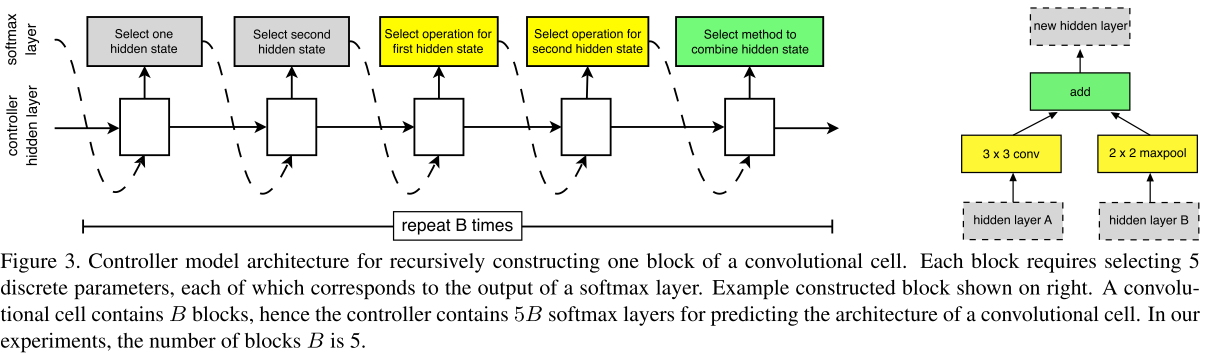 softmax
layer
Select one
hidden state
Select second
hidden state
Select operation for
first hidden state
Select operation for
second hidden state
Select method to
combine hidden state
controller
hidden layer
repeat B times
new hidden layer
add
3 x 3 conv
2 x 2 maxpool
hidden layer A
hidden layer B
Figure 3. Controller model architecture for recursively constructing one block of a convolutional cell. Each block requires selecting 5
discrete parameters, each of which corresponds to the output of a softmax layer. Example constructed block shown on right. A convolu-
tional cell contains B blocks, hence the controller contains 5B softmax layers for predicting the architecture of a convolutional cell. In our
experiments, the number of blocks B is 5.